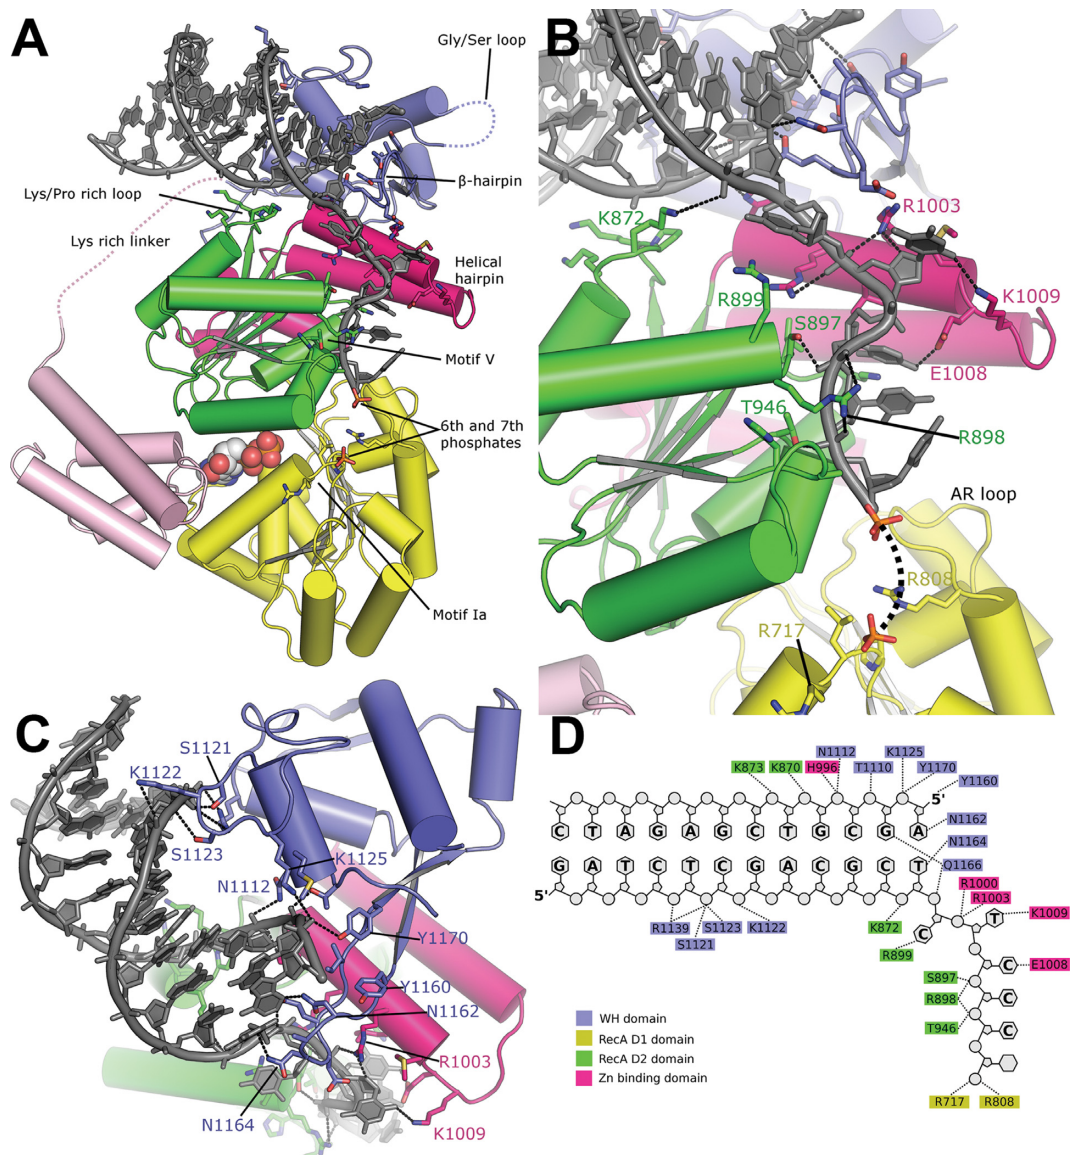 A
Gly/Ser loop
β-hairpin
Lys/Pro rich loop
Lys rich linker
Helical
hairpin
Motif V
6th and 7th
phosphates
Motif Ia
B
K872
R1003
R899
K1009
S897
E1008
T946
R898
AR loop
R808
R717
C
S1121
K1122
S1123
K1125
N1112
Y1170
Y1160
N1162
R1003
N1164
K1009
D
N1112 K1125
K873 K870 H996 T1110 Y1170
Y1160
5'
N1162
C T A G A G C T G C G A
N1164
G A T C T C G A C G C T
Q1166
5'
R1000
R1003
K1009
T
R1139 S1123 K1122 K872
C
S1121
R899
C E1008
S897
C
R898
C
T946
WH domain
RecA D1 domain
RecA D2 domain
Zn binding domain
R717 R808